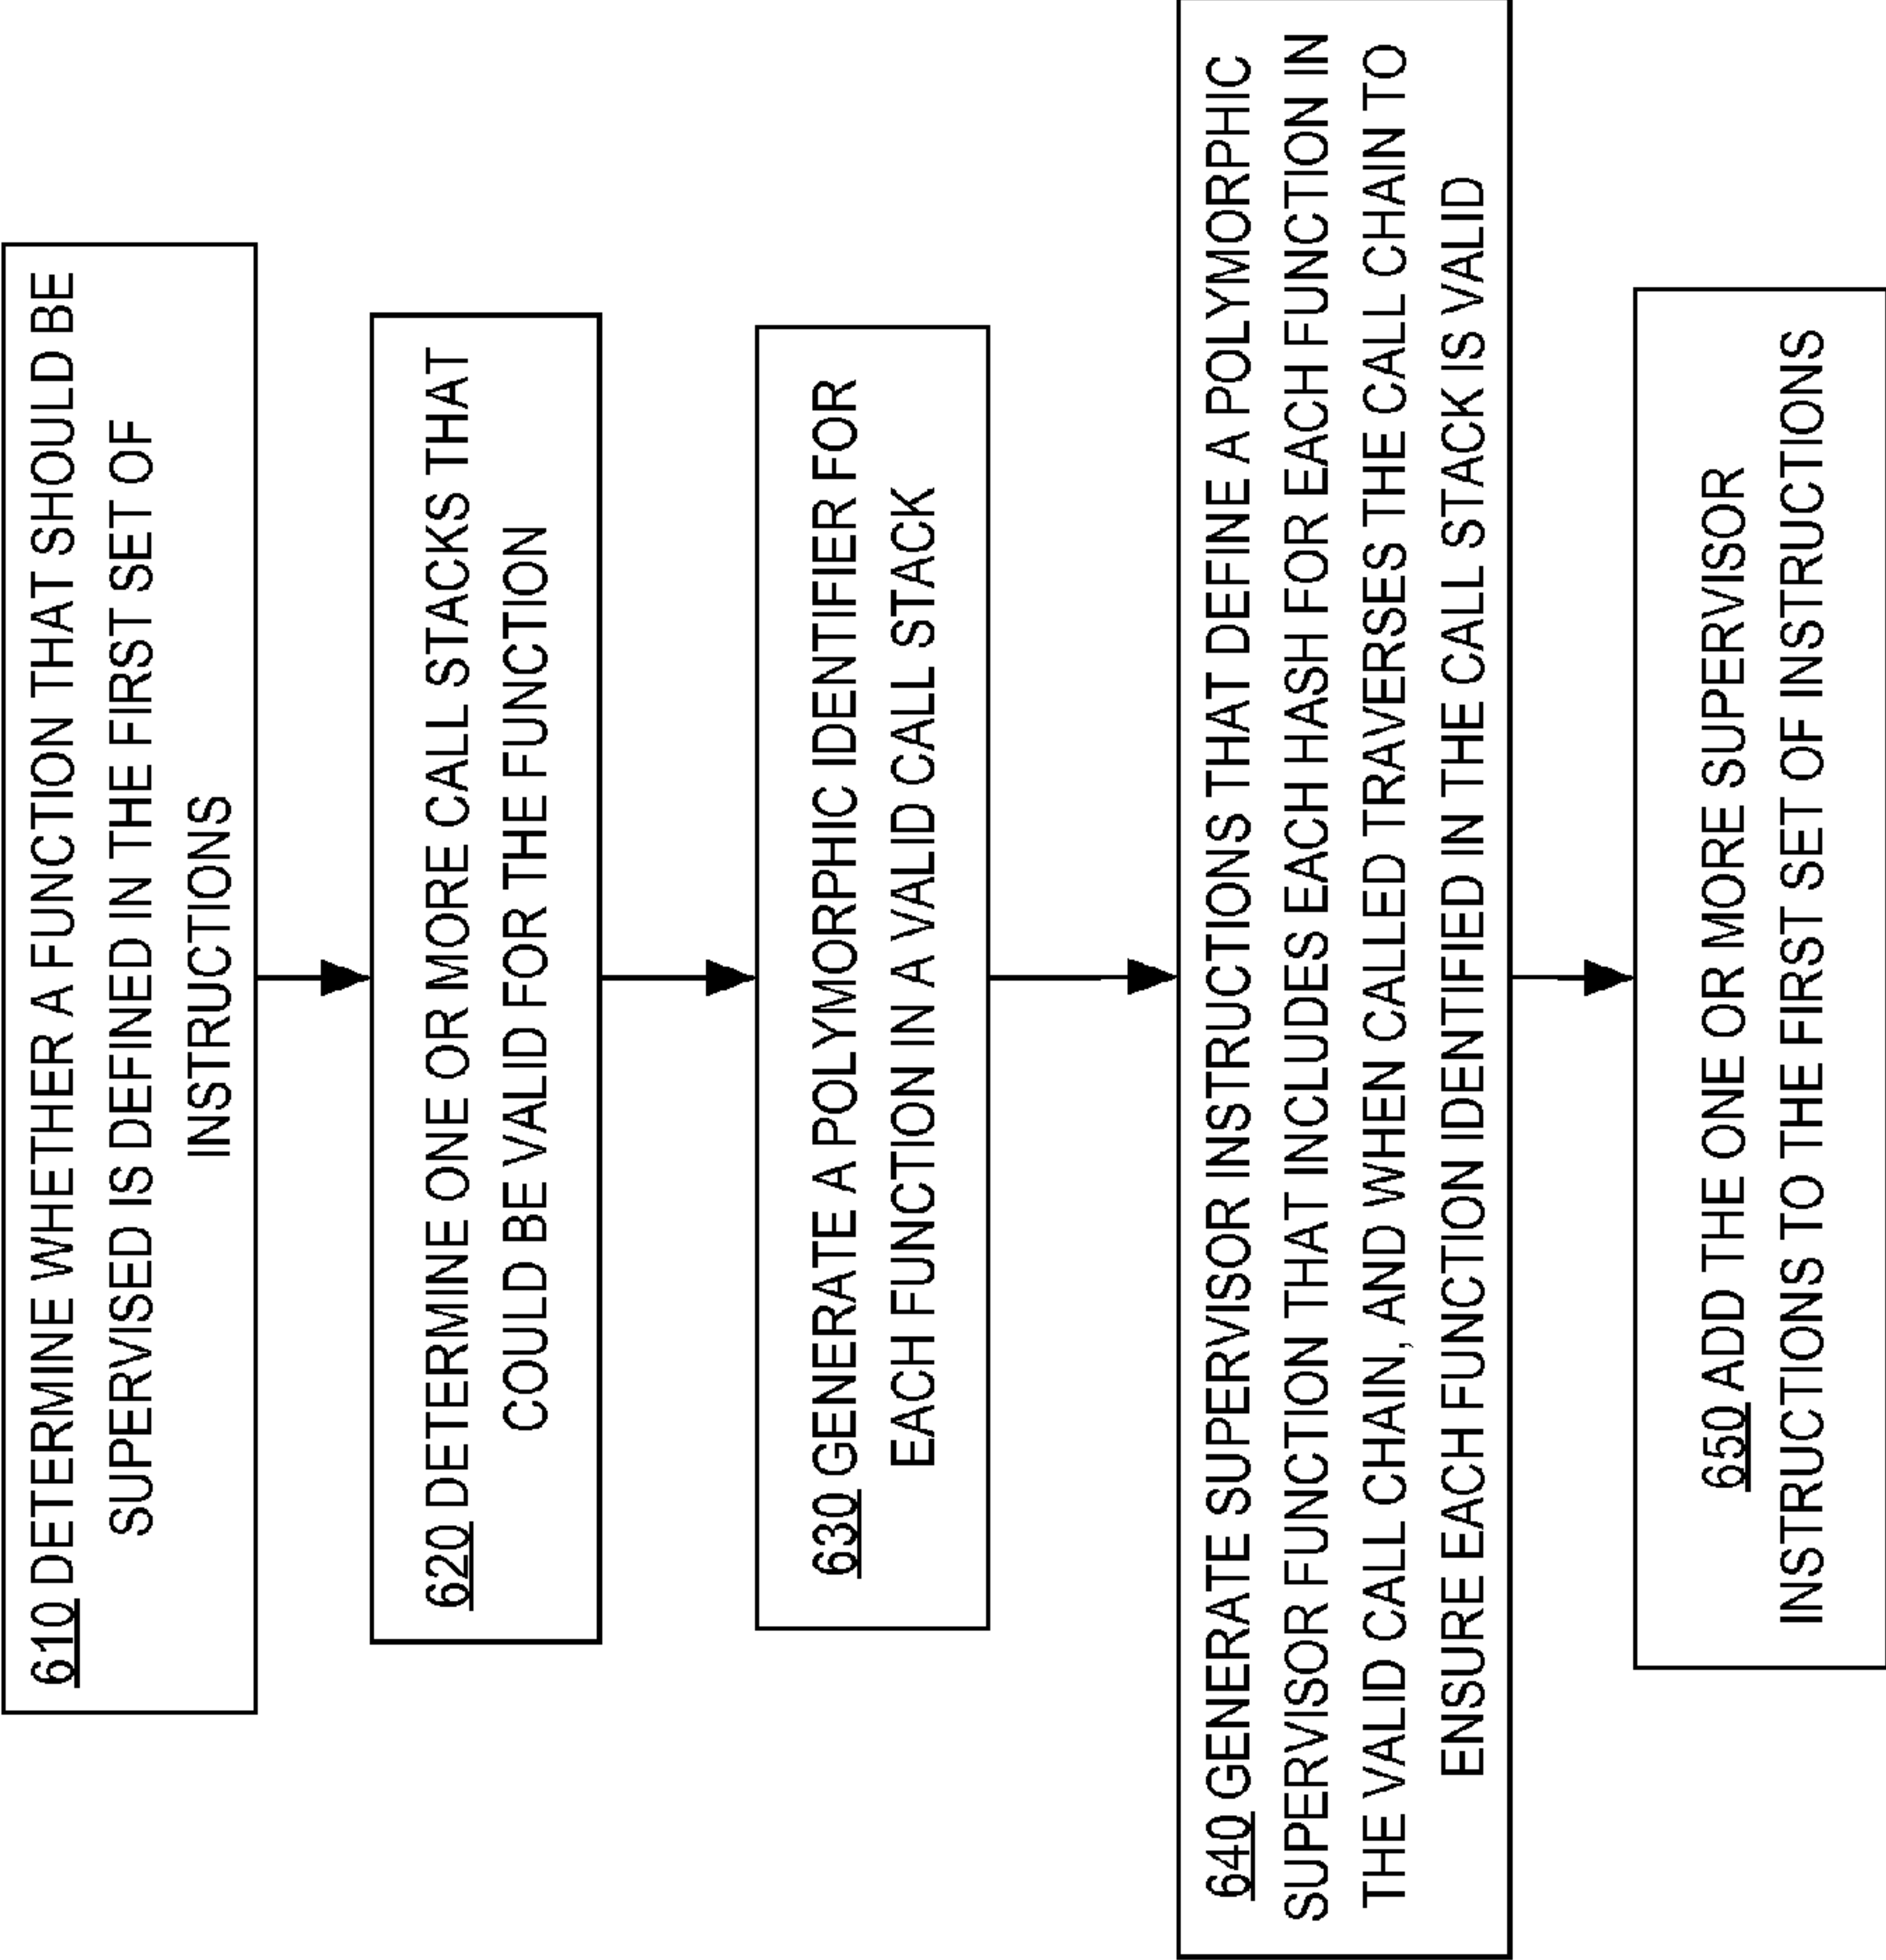 610 DETERMINE WHETHER A FUNCTION THAT SHOULD BE
SUPERVISED IS DEFINED IN THE FIRST SET OF
INSTRUCTIONS
620 DETERMINE ONE OR MORE CALL STACKS THAT
COULD BE VALID FOR THE FUNCTION
630 GENERATE A POLYMORPHIC IDENTIFIER FOR
EACH FUNCTION IN A VALID CALL STACK
640 GENERATE SUPERVISOR INSTRUCTIONS THAT DEFINE A POLYMORPHIC
SUPERVISOR FUNCTION THAT INCLUDES EACH HASH FOR EACH FUNCTION IN
THE VALID CALL CHAIN, AND WHEN CALLED TRAVERSES THE CALL CHAIN TO
ENSURE EACH FUNCTION IDENTIFIED IN THE CALL STACK IS VALID
650 ADD THE ONE OR MORE SUPERVISOR
INSTRUCTIONS TO THE FIRST SET OF INSTRUCTIONS